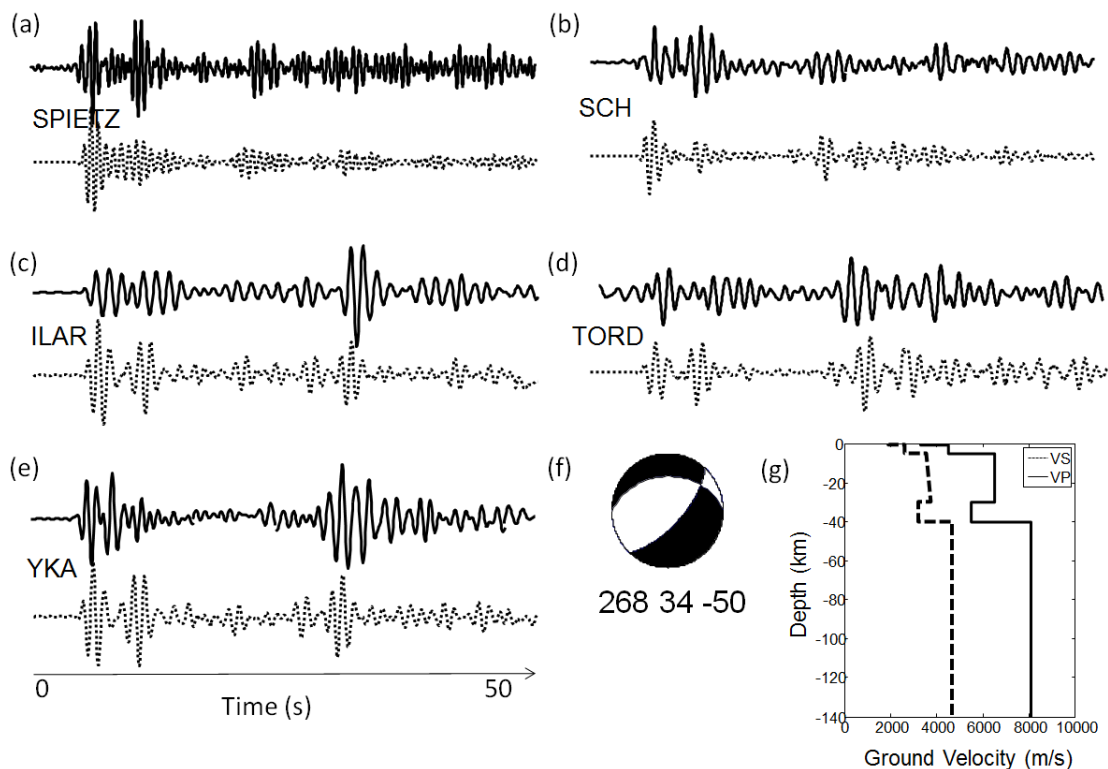 (a)
SPIETZ
(b)
SCH
(c)
ILAR
(d)
TORD
(e)
YKA
0 50
Time (s)
(f)
268 34 -50
(g)
VS
VP
0
-20
-40
-60
-80
-100
-120
-140
Depth (km)
0 2000 4000 6000 8000 10000
Ground Velocity (m/s)